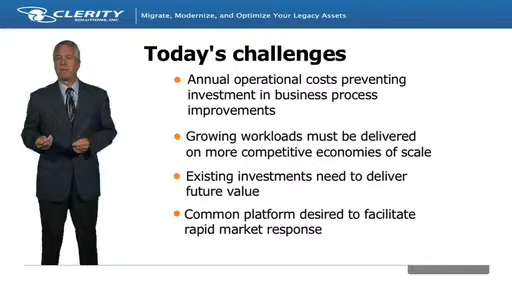 CLERITY
SOLUTIONS, INC
Migrate, Modernize, and Optimize Your Legacy Assets
Today's challenges
Annual operational costs preventing
investment in business process
improvements
Growing workloads must be delivered
on more competitive economies of scale
Existing investments need to deliver
future value
Common platform desired to facilitate
rapid market response